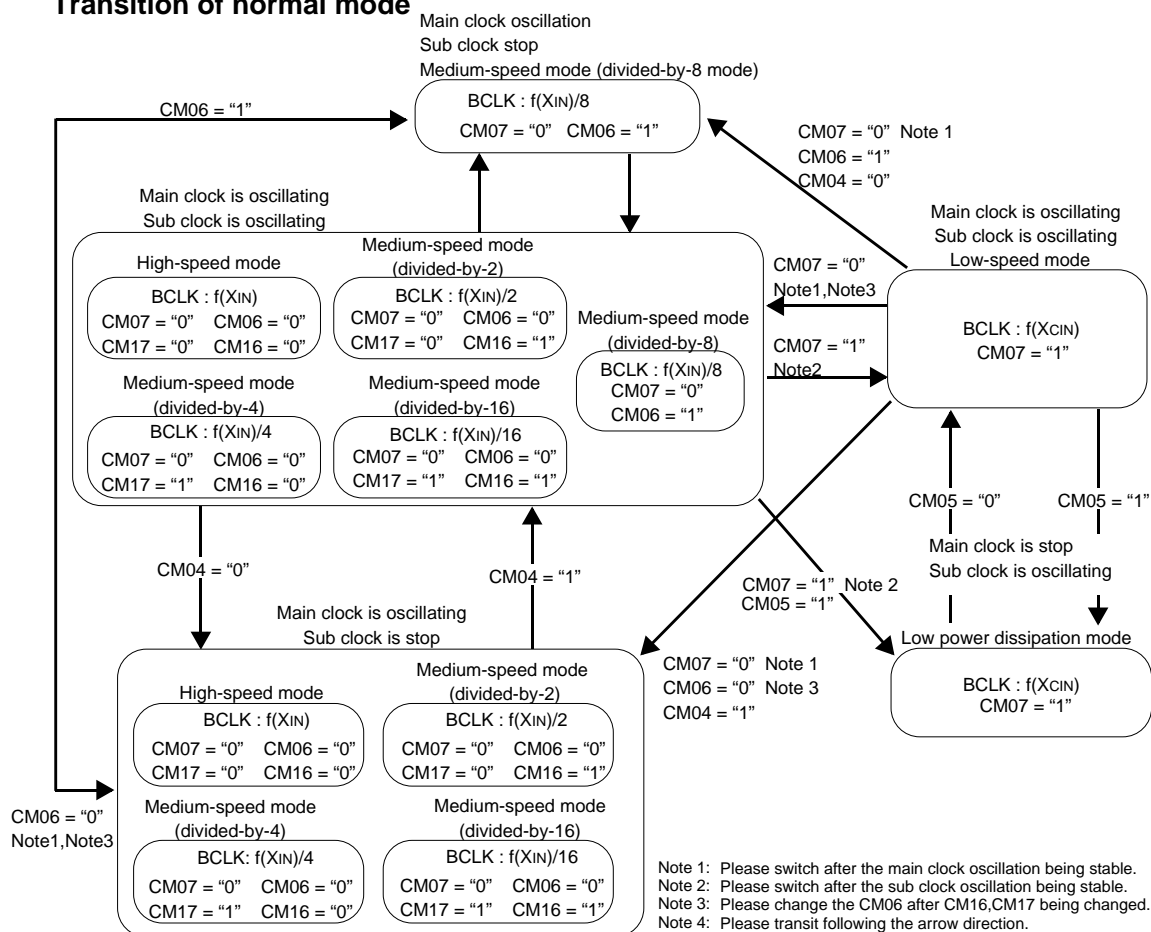 Transition of normal mode
Main clock oscillation
Sub clock stop
Medium-speed mode (divided-by-8 mode)
BCLK : f(XIN)/8
CM07 = “0” CM06 = “1”
CM06 = “1”
CM07 = “0” Note 1
CM06 = “1”
CM04 = “0”
Main clock is oscillating
Sub clock is oscillating
High-speed mode
BCLK : f(XIN)
CM07 = “0” CM06 = “0”
CM17 = “0” CM16 = “0”
Medium-speed mode
(divided-by-2)
BCLK : f(XIN)/2
CM07 = “0” CM06 = “0”
CM17 = “0” CM16 = “1”
Medium-speed mode
(divided-by-8)
BCLK : f(XIN)/8
CM07 = “0”
CM06 = “1”
Medium-speed mode
(divided-by-4)
BCLK : f(XIN)/4
CM07 = “0” CM06 = “0”
CM17 = “1” CM16 = “0”
Medium-speed mode
(divided-by-16)
BCLK : f(XIN)/16
CM07 = “0” CM06 = “0”
CM17 = “1” CM16 = “1”
CM07 = “0”
Note1,Note3
CM07 = “1”
Note2
Main clock is oscillating
Sub clock is oscillating
Low-speed mode
BCLK : f(XCIN)
CM07 = “1”
CM05 = “0”
CM05 = “1”
CM04 = “0”
CM04 = “1”
CM07 = “1” Note 2
CM05 = “1”
Main clock is stop
Sub clock is oscillating
Low power dissipation mode
BCLK : f(XCIN)
CM07 = “1”
CM07 = “0” Note 1
CM06 = “0” Note 3
CM04 = “1”
Main clock is oscillating
Sub clock is stop
High-speed mode
BCLK : f(XIN)
CM07 = “0” CM06 = “0”
CM17 = “0” CM16 = “0”
Medium-speed mode
(divided-by-2)
BCLK : f(XIN)/2
CM07 = “0” CM06 = “0”
CM17 = “0” CM16 = “1”
CM06 = “0”
Note1,Note3
Medium-speed mode
(divided-by-4)
BCLK: f(XIN)/4
CM07 = “0” CM06 = “0”
CM17 = “1” CM16 = “0”
Medium-speed mode
(divided-by-16)
BCLK : f(XIN)/16
CM07 = “0” CM06 = “0”
CM17 = “1” CM16 = “1”
Note 1: Please switch after the main clock oscillation being stable.
Note 2: Please switch after the sub clock oscillation being stable.
Note 3: Please change the CM06 after CM16,CM17 being changed.
Note 4: Please transit following the arrow direction.